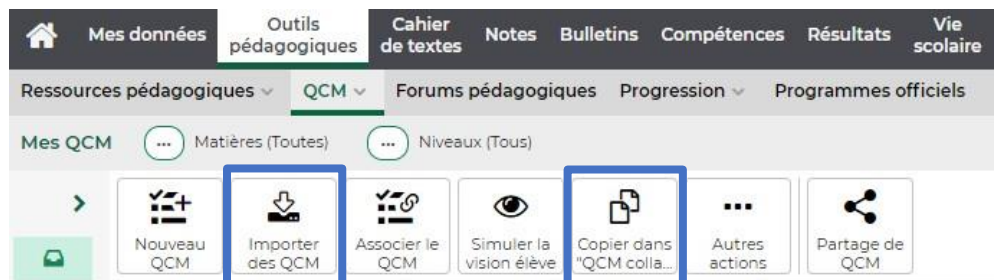 Mes données Outils pédagogiques Cahier de textes Notes Bulletins Compétences Résultats Vie scolaire
Ressources pédagogiques QCM Forums pédagogiques Progression Programmes officiels
Mes QCM ... Matières (Toutes) ... Niveaux (Tous)
Nouveau QCM
Importer des QCM
Associer le QCM
Simuler la vision élève
Copier dans "QCM colla...
Autres actions
Partage de QCM